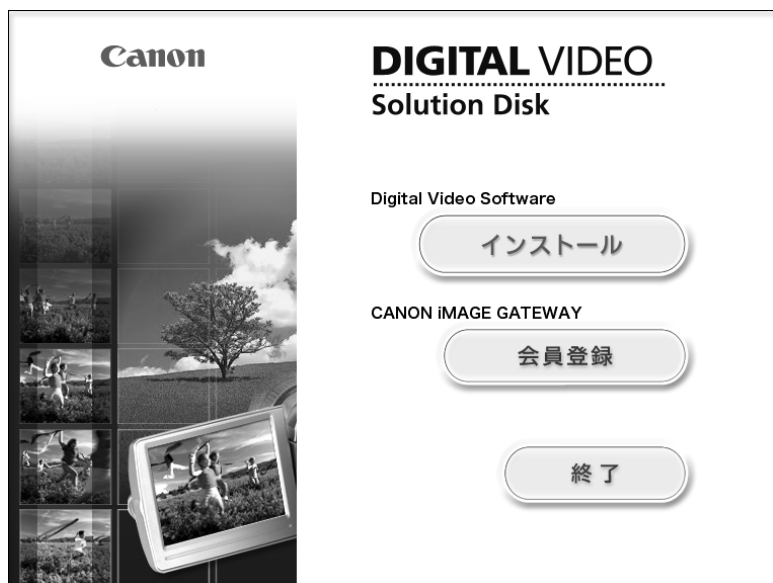 Canon
DIGITAL VIDEO
Solution Disk
Digital Video Software
インストール
CANON iMAGE GATEWAY
会員登録
終了